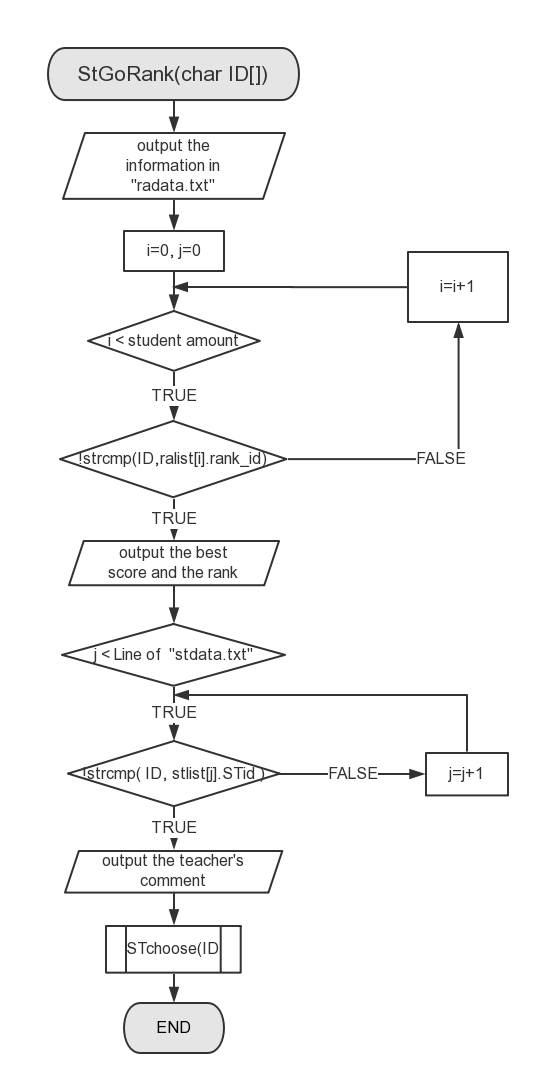 StGoRank(char ID[])
output the
information in
"radata.txt"
i=0, j=0
i=i+1
i < student amount
TRUE
!strcmp(ID,ralist[i].rank_id)
FALSE
TRUE
output the best
score and the rank
j < Line of "stdata.txt"
TRUE
!strcmp( ID, stlist[j].STid )
FALSE
j=j+1
TRUE
output the teacher's
comment
STchoose(ID
END